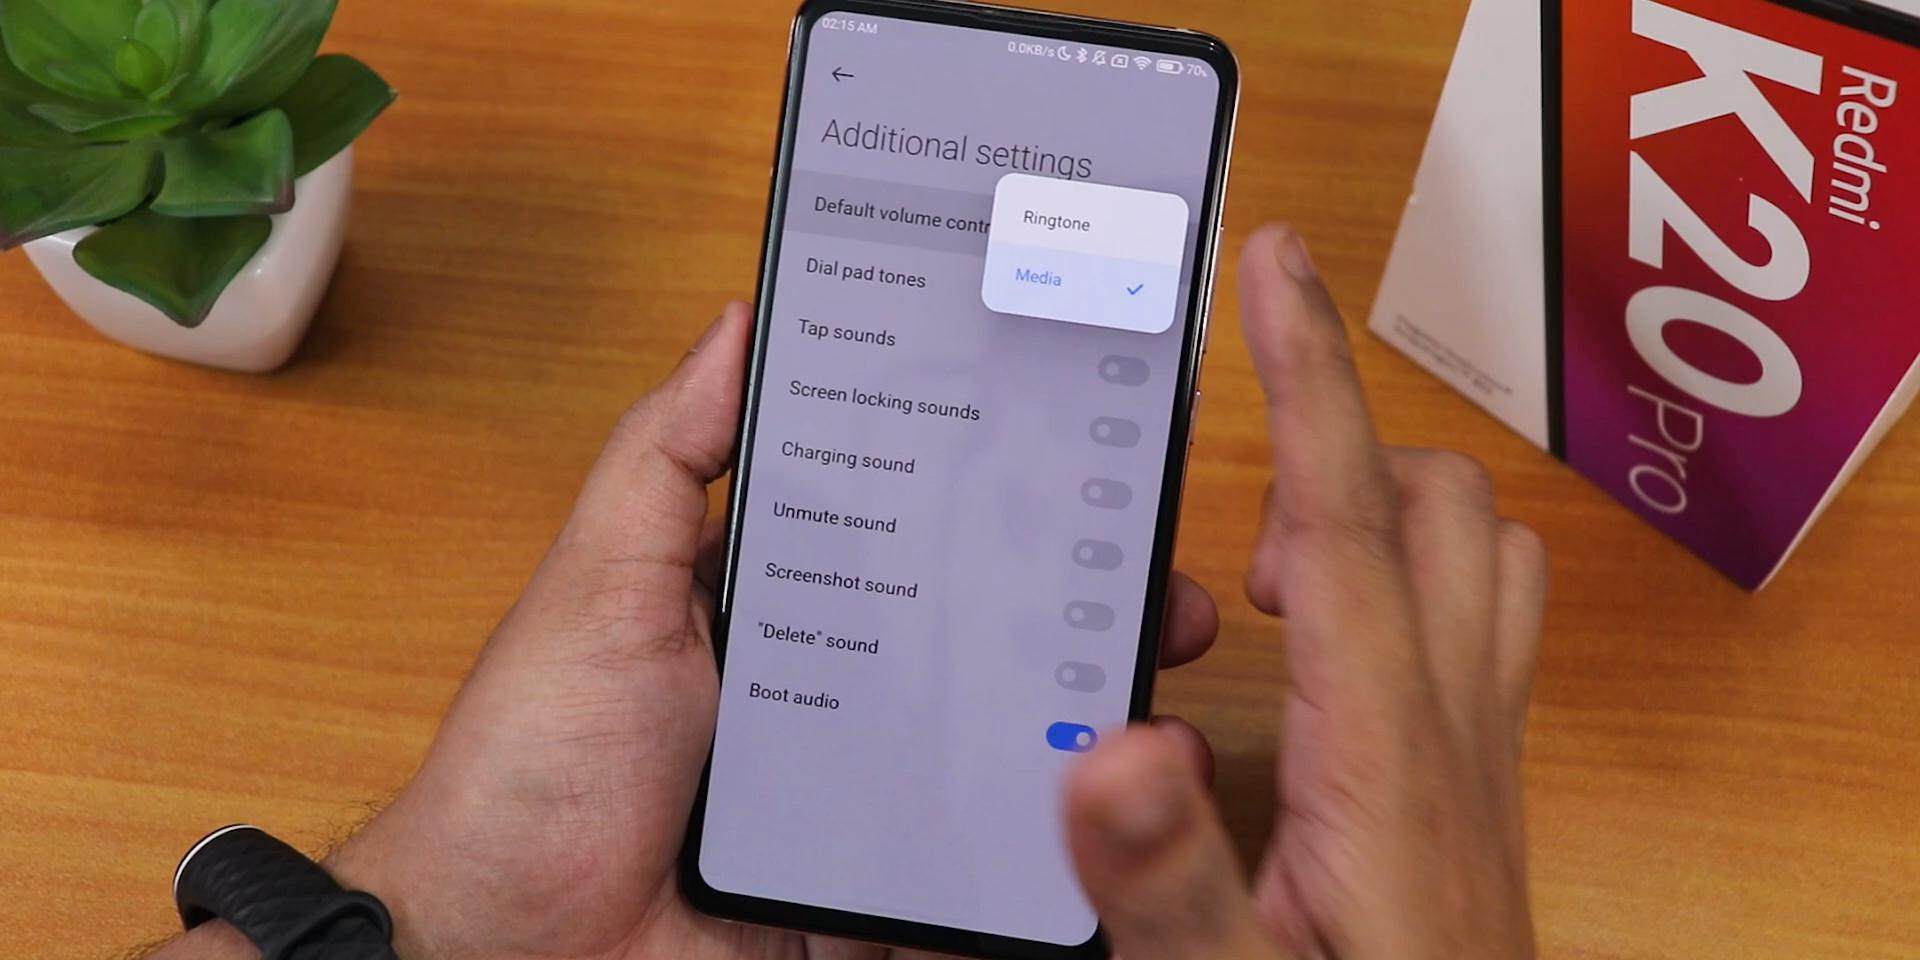 02:15 AM
0.0KB/s 70%
Additional settings
Default volume contr
Ringtone
Media
Dial pad tones
Tap sounds
Screen locking sounds
Charging sound
Unmute sound
Screenshot sound
"Delete" sound
Boot audio
Redmi
K20 Pro